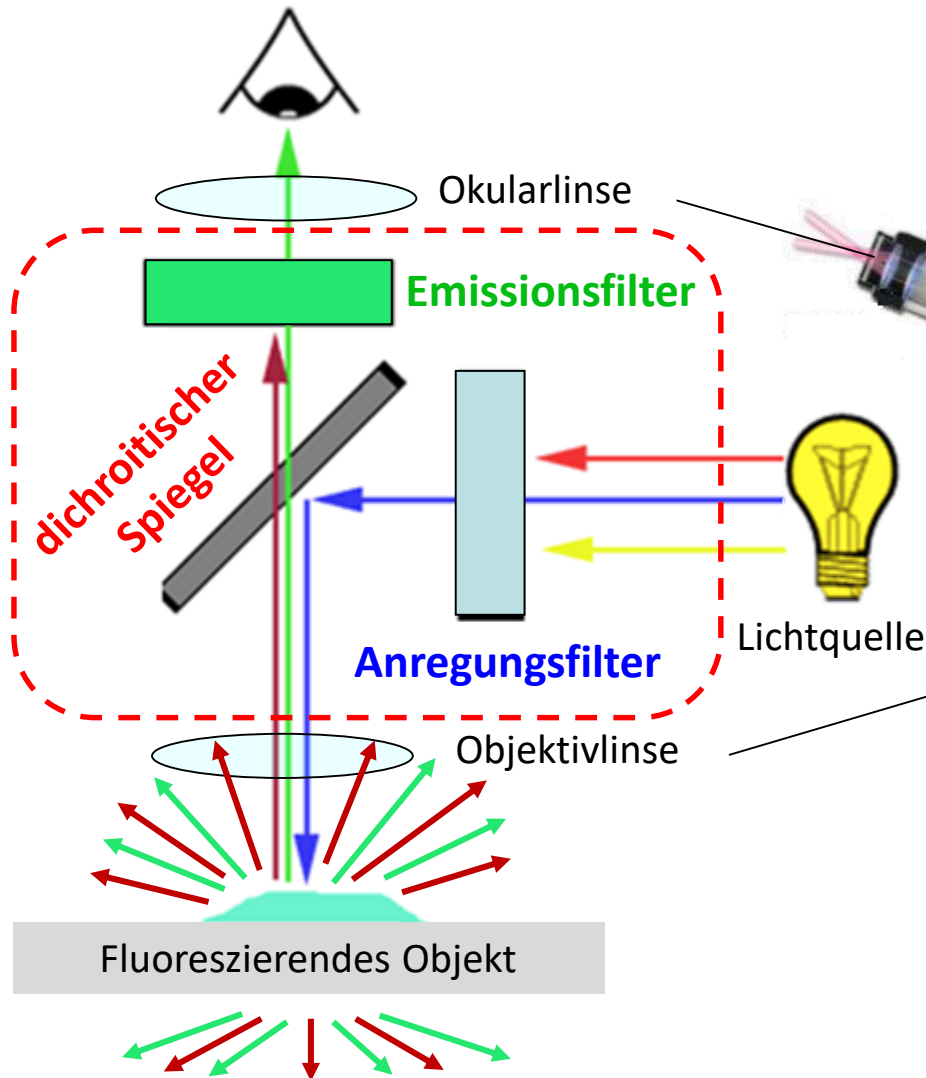 Okularlinse
Emissionsfilter
dichroitischer
Spiegel
Anregungsfilter
Lichtquelle
Objektivlinse
Fluoreszierendes Objekt